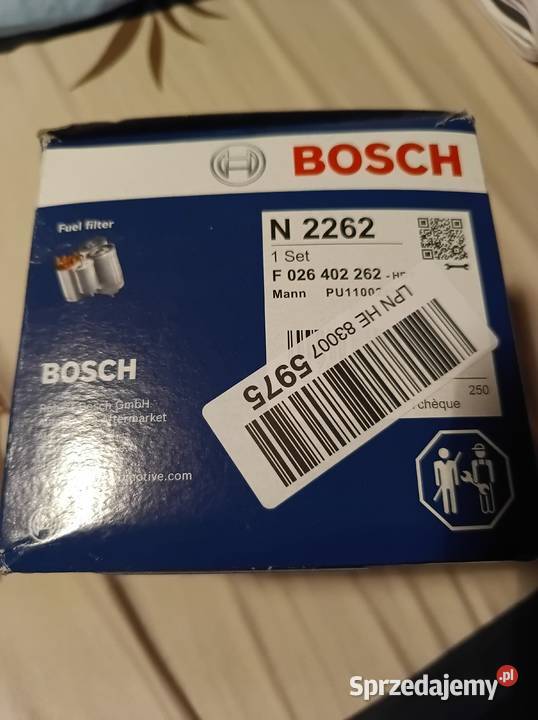 BOSCH
Fuel filter
N 2262
1 Set
F 026 402 262
Mann
LPN HE 83007 5975
BOSCH
GmbH
250
chèque
Sprzedajemy.pl